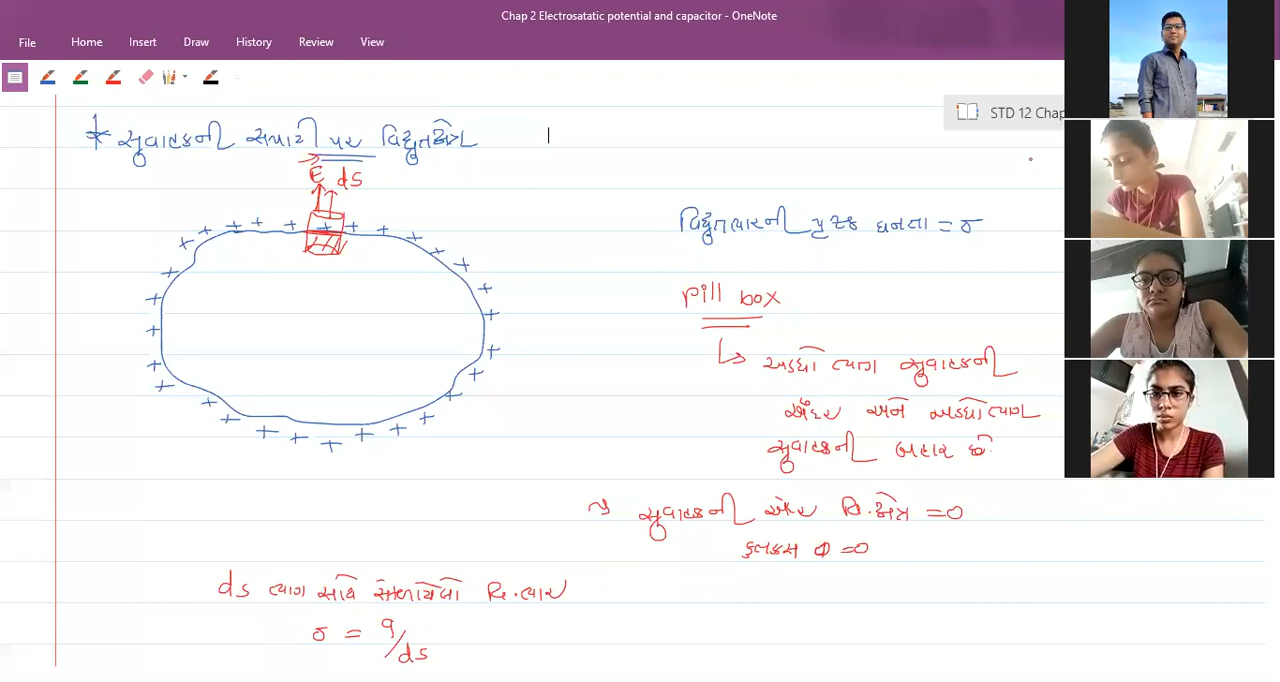 Chap 2 Electrosatatic potential and capacitor - OneNote
File Home Insert Draw History Review View
STD 12 Chap
* સુવાહકની સપાટી પર વિદ્યુતક્ષેત્ર
E ds
વિદ્યુતભારની પૃષ્ઠ ઘનતા = σ
pill box
↳ અડધો ભાગ સુવાહકની
અંદર અને અડધો ભાગ
સુવાહકની બહાર છે.
→ સુવાહકની અંદર વિ.ક્ષેત્ર = 0
ફ્લક્સ ϕ = 0
ds ભાગ સાથે સંકળાયેલો વિ.ભાર
σ = q/ds